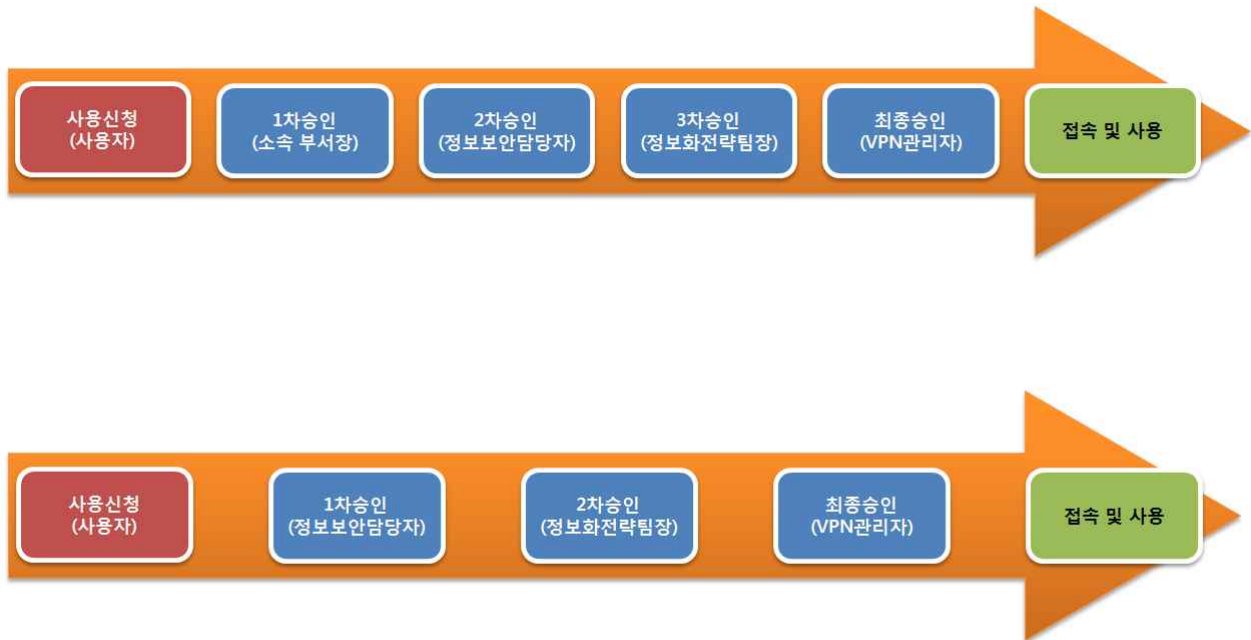 사용신청
(사용자)
1차승인
(소속 부서장)
2차승인
(정보보안담당자)
3차승인
(정보화전략팀장)
최종승인
(VPN관리자)
접속 및 사용
사용신청
(사용자)
1차승인
(정보보안담당자)
2차승인
(정보화전략팀장)
최종승인
(VPN관리자)
접속 및 사용